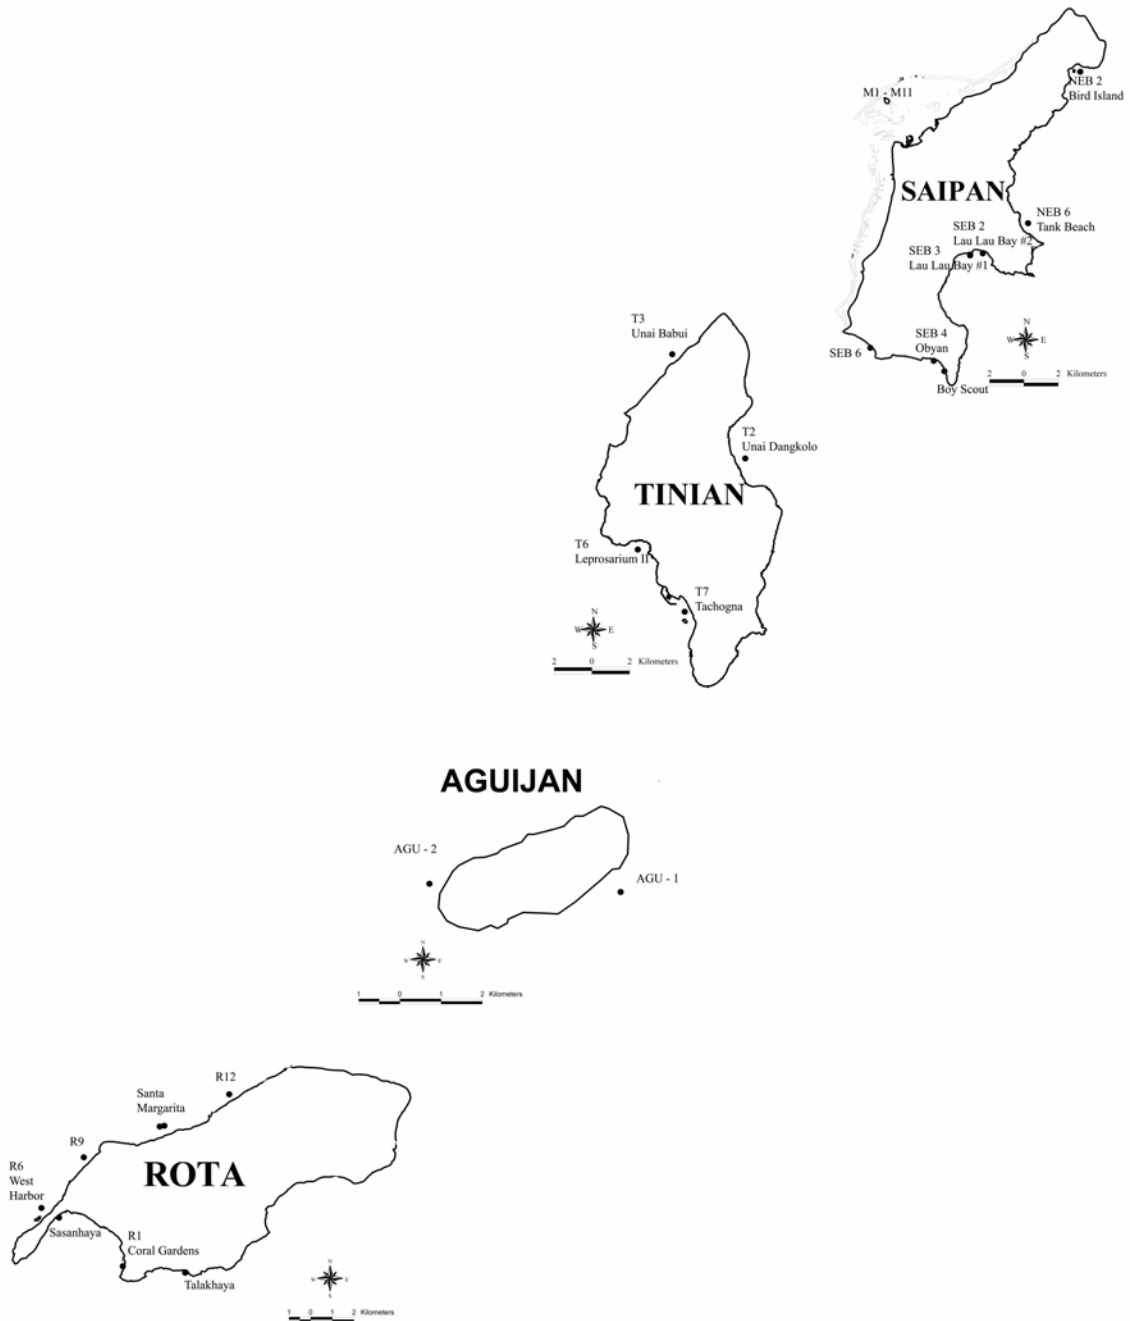 M1 - M11
NEB 2
Bird Island
SAIPAN
NEB 6
Tank Beach
SEB 2
Lau Lau Bay #2
SEB 3
Lau Lau Bay #1
SEB 6
SEB 4
Obyan
Boy Scout
N
W E
S
2 0 2 Kilometers
T3
Unai Babui
T2
Unai Dangkolo
TINIAN
T6
Leprosarium II
T7
Tachogna
N
W E
S
2 0 2 Kilometers
AGUIJAN
AGU - 2
AGU - 1
N
W E
S
1 0 1 2 Kilometers
R12
Santa
Margarita
R9
ROTA
R6
West
Harbor
Sasanhaya
R1
Coral Gardens
Talakhaya
N
W E
S
1 0 1 2 Kilometers